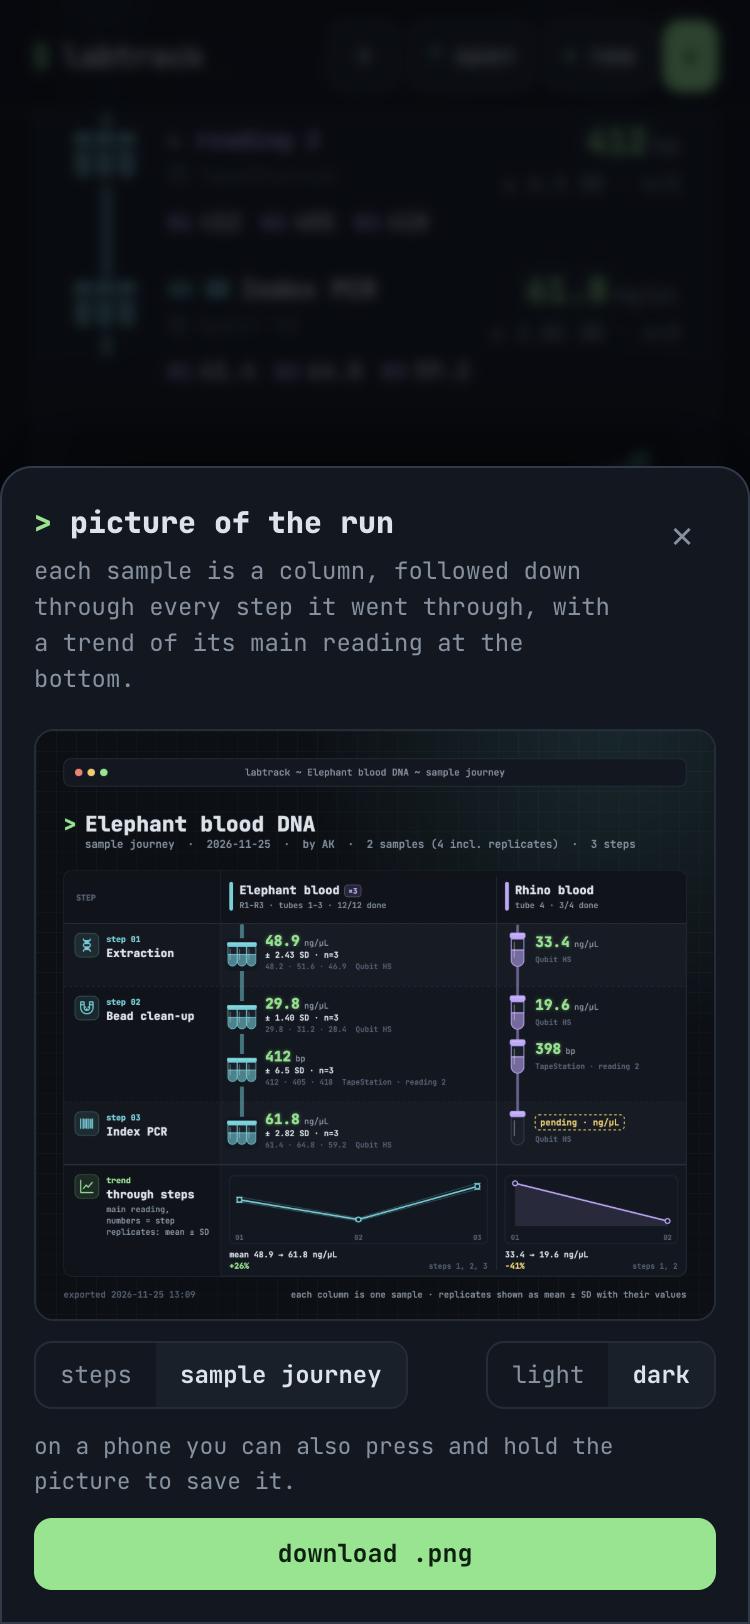 labtrack
open
new
reading 2
412
Index PCR
61.8
> picture of the run
×
each sample is a column, followed down
through every step it went through, with
a trend of its main reading at the
bottom.
labtrack ~ Elephant blood DNA ~ sample journey
> Elephant blood DNA
sample journey · 2026-11-25 · by AK · 2 samples (4 incl. replicates) · 3 steps
STEP
Elephant blood ×3
R1-R3 · tubes 1-3 · 12/12 done
Rhino blood
tube 4 · 3/4 done
step 01
Extraction
48.9 ng/µL
± 2.43 SD · n=3
48.2 · 51.6 · 46.9 Qubit HS
33.4 ng/µL
Qubit HS
step 02
Bead clean-up
29.8 ng/µL
± 1.40 SD · n=3
29.8 · 31.2 · 28.4 Qubit HS
19.6 ng/µL
Qubit HS
412 bp
± 6.5 SD · n=3
412 · 405 · 418 TapeStation · reading 2
398 bp
TapeStation · reading 2
step 03
Index PCR
61.8 ng/µL
± 2.82 SD · n=3
61.4 · 64.8 · 59.2 Qubit HS
pending · ng/µL
Qubit HS
trend
through steps
main reading,
numbers = step
replicates: mean ± SD
01 02 03
mean 48.9 → 61.8 ng/µL
+26% steps 1, 2, 3
01 02
33.4 → 19.6 ng/µL
-41% steps 1, 2
exported 2026-11-25 13:09
each column is one sample · replicates shown as mean ± SD with their values
steps
sample journey
light
dark
on a phone you can also press and hold the
picture to save it.
download .png